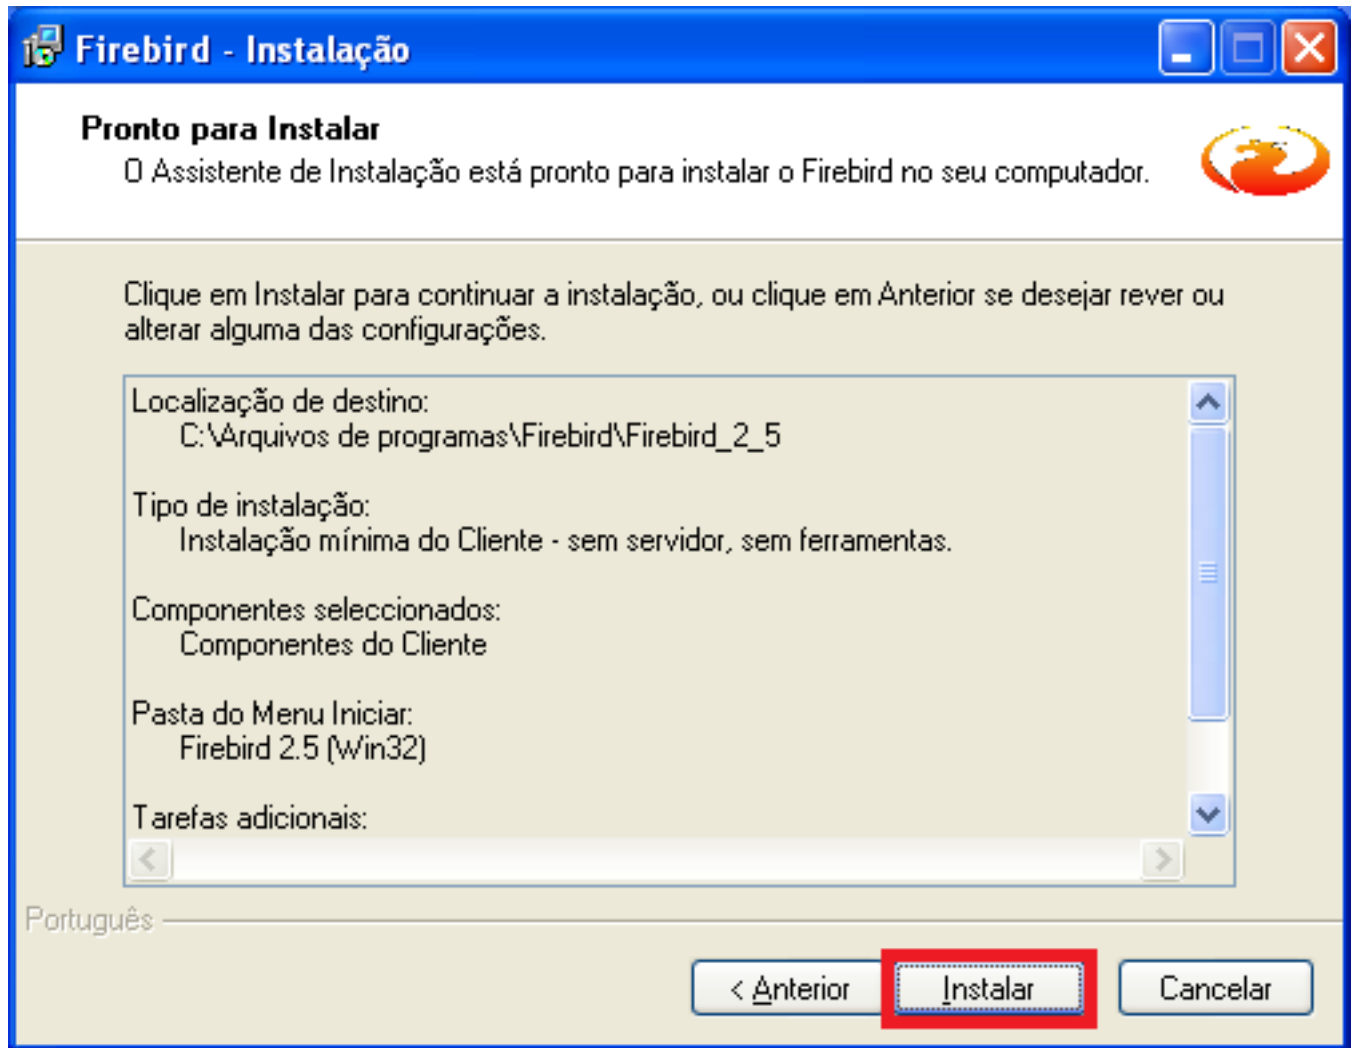 Firebird - Instalação
Pronto para Instalar
O Assistente de Instalação está pronto para instalar o Firebird no seu computador.
Clique em Instalar para continuar a instalação, ou clique em Anterior se desejar rever ou
alterar alguma das configurações.
Localização de destino:
C:\Arquivos de programas\Firebird\Firebird_2_5
Tipo de instalação:
Instalação mínima do Cliente - sem servidor, sem ferramentas.
Componentes seleccionados:
Componentes do Cliente
Pasta do Menu Iniciar:
Firebird 2.5 (Win32)
Tarefas adicionais:
Português
< Anterior Instalar Cancelar